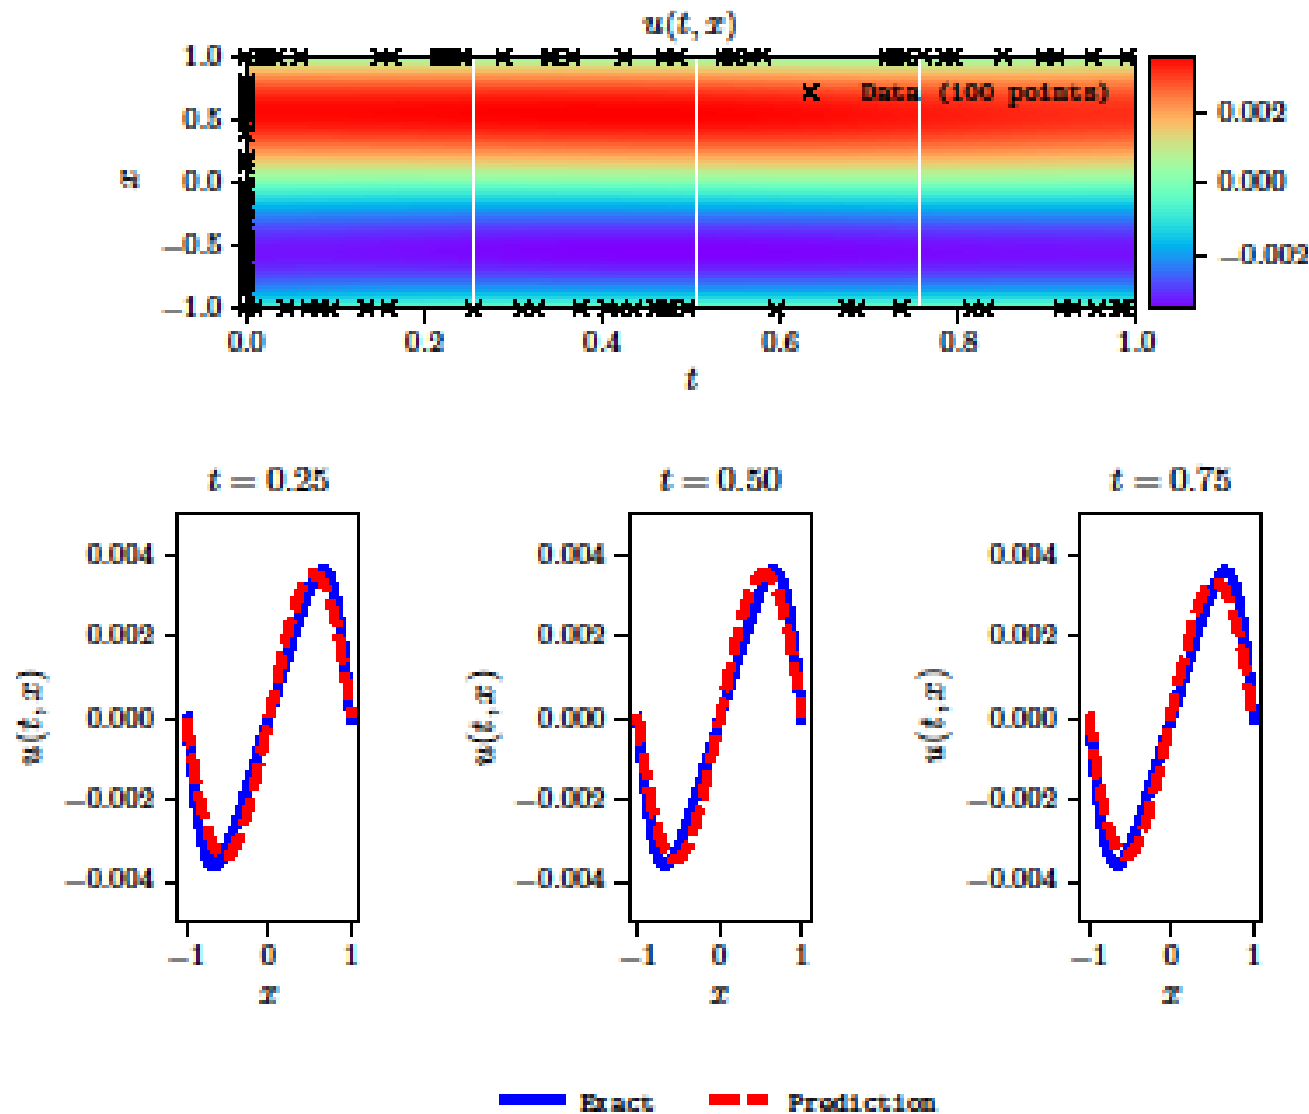 u(t, x)
1.0
0.5
0.0
−0.5
−1.0
x
Data (100 points)
0.002
0.000
−0.002
0.0 0.2 0.4 0.6 0.8 1.0
t
t = 0.25 t = 0.50 t = 0.75
0.004 0.004 0.004
0.002 0.002 0.002
0.000 0.000 0.000
−0.002 −0.002 −0.002
−0.004 −0.004 −0.004
u(t, x) u(t, x) u(t, x)
−1 0 1 −1 0 1 −1 0 1
x x x
Exact Prediction